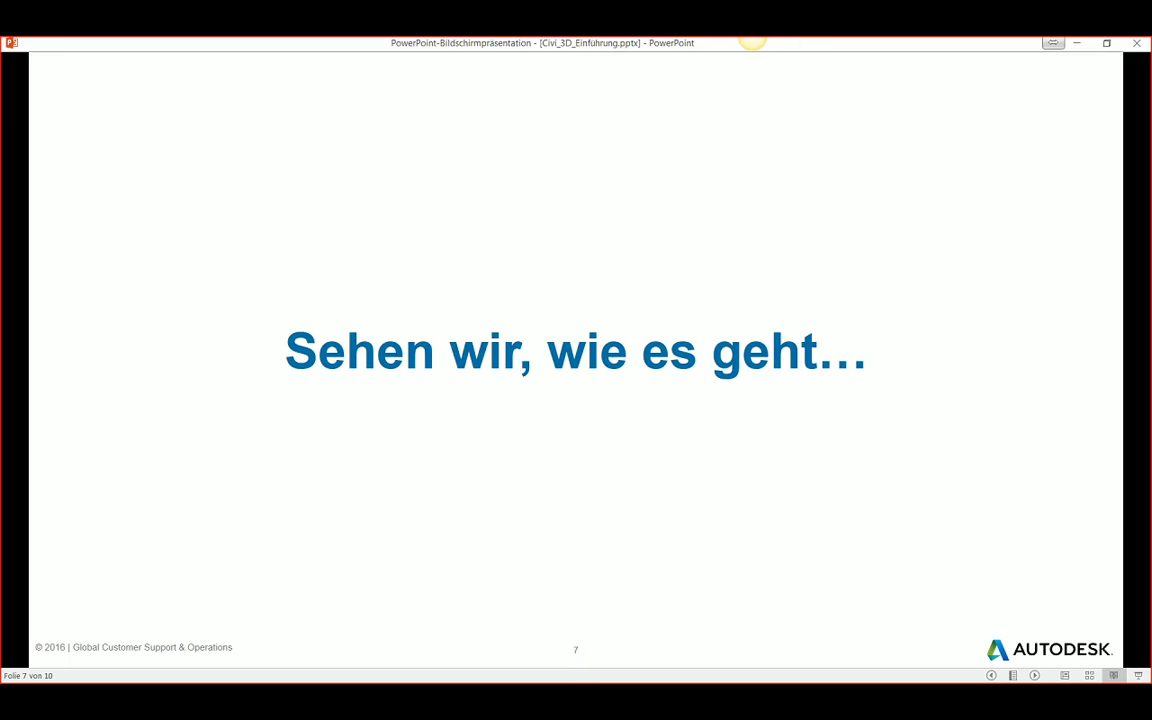 PowerPoint-Bildschirmpräsentation - [Civi_3D_Einführung.pptx] - PowerPoint
Sehen wir, wie es geht...
© 2016 | Global Customer Support & Operations
7
AUTODESK.
Folie 7 von 10